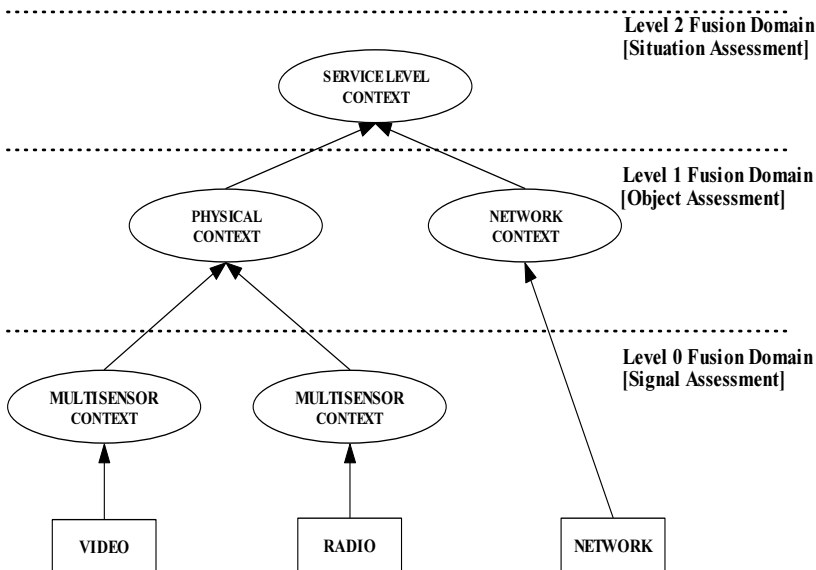 Level 2 Fusion Domain
[Situation Assessment]
SERVICE LEVEL
CONTEXT
Level 1 Fusion Domain
[Object Assessment]
PHYSICAL
CONTEXT
NETWORK
CONTEXT
Level 0 Fusion Domain
[Signal Assessment]
MULTISENSOR
CONTEXT
MULTISENSOR
CONTEXT
VIDEO
RADIO
NETWORK